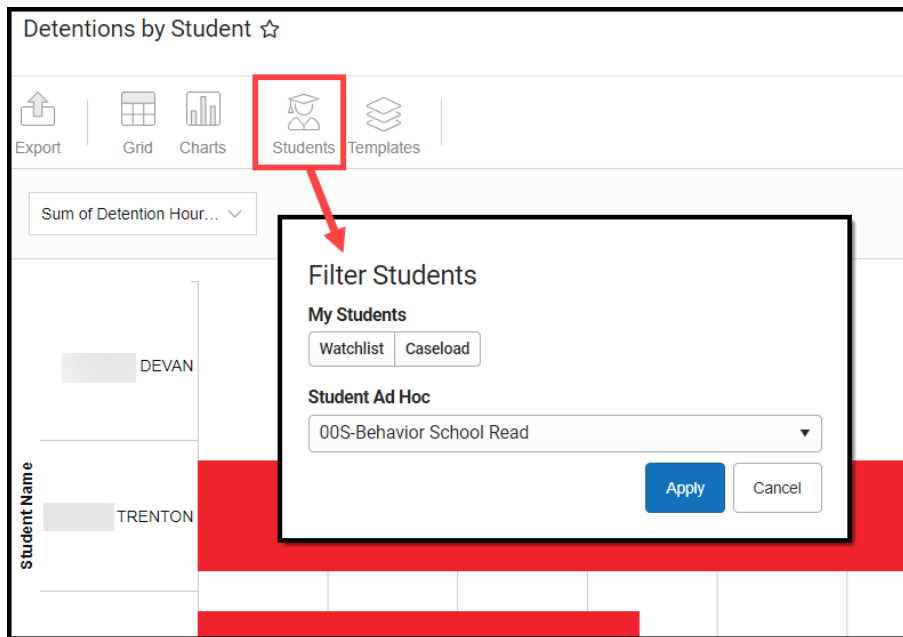 Detentions by Student
Export
Grid
Charts
Students
Templates
Sum of Detention Hour...
Filter Students
My Students
Watchlist
Caseload
Student Ad Hoc
00S-Behavior School Read
Apply
Cancel
Student Name
DEVAN
TRENTON